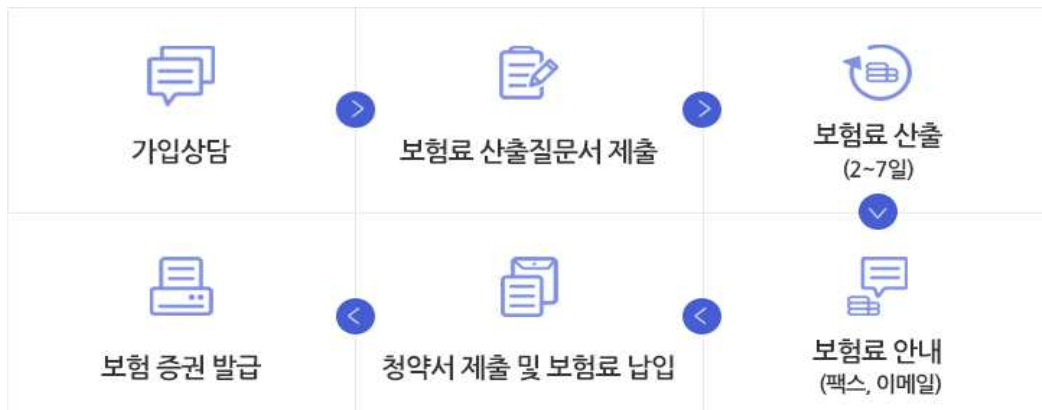 가입상담
보험료 산출질문서 제출
보험료 산출
(2~7일)
보험료 안내
(팩스, 이메일)
청약서 제출 및 보험료 납입
보험 증권 발급